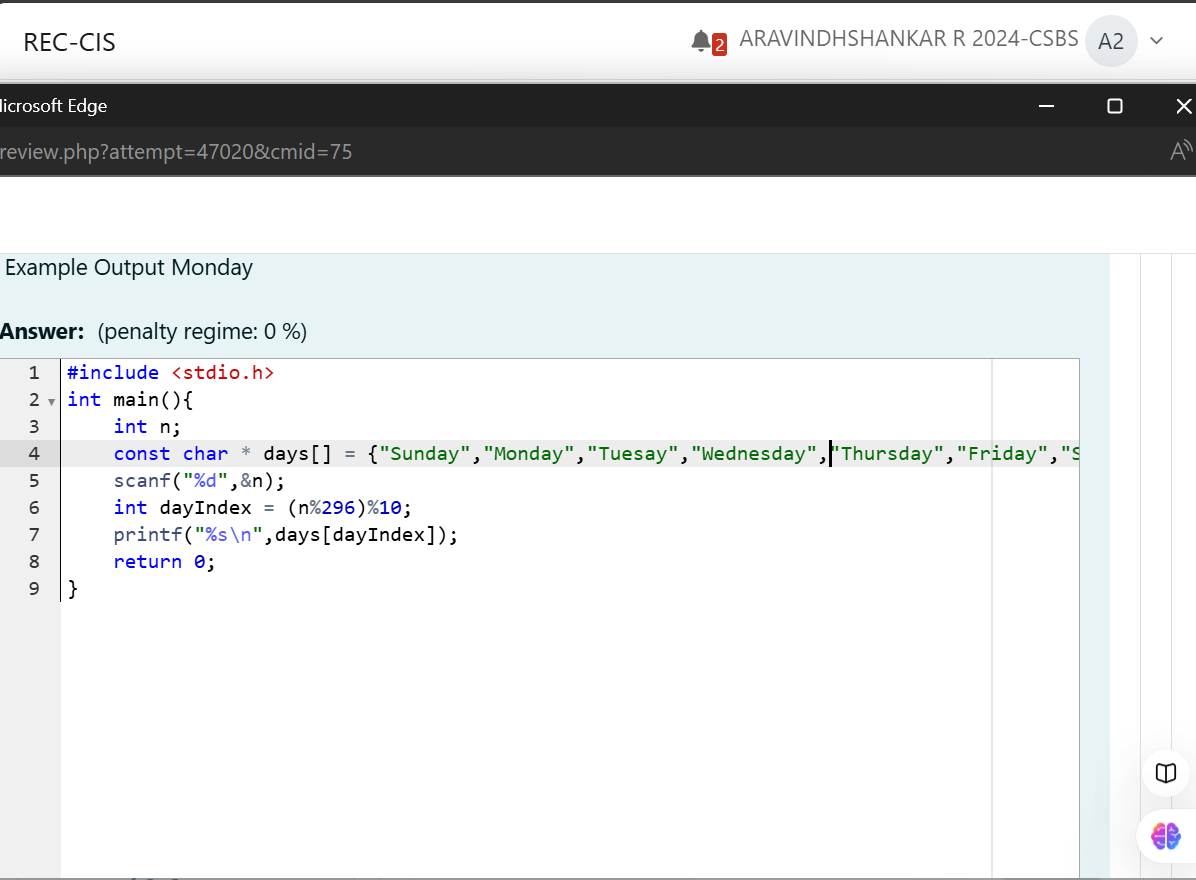 REC-CIS
2 ARAVINDHSHANKAR R 2024-CSBS A2
licrosoft Edge
review.php?attempt=47020&cmid=75
Example Output Monday
Answer: (penalty regime: 0 %)
1 #include <stdio.h>
2 int main(){
3 int n;
4 const char * days[] = {"Sunday","Monday","Tuesay","Wednesday","Thursday","Friday","S
5 scanf("%d",&n);
6 int dayIndex = (n%296)%10;
7 printf("%s\n",days[dayIndex]);
8 return 0;
9 }